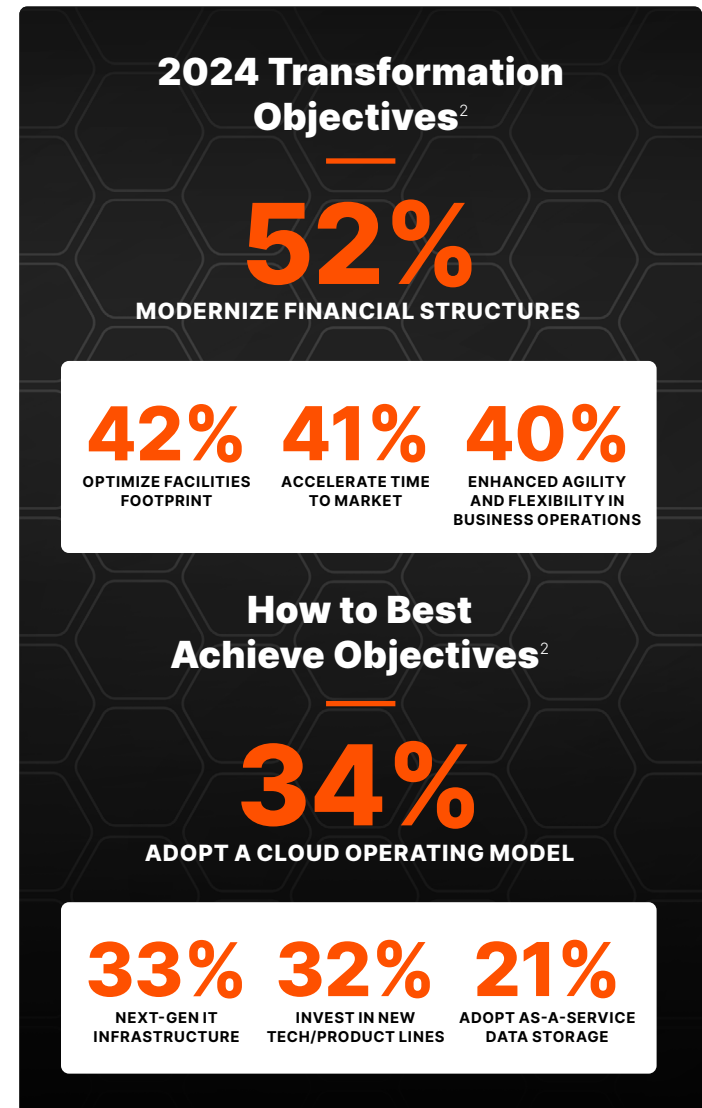 2024 Transformation
Objectives²
52%
MODERNIZE FINANCIAL STRUCTURES
42%
OPTIMIZE FACILITIES
FOOTPRINT
41%
ACCELERATE TIME
TO MARKET
40%
ENHANCED AGILITY
AND FLEXIBILITY IN
BUSINESS OPERATIONS
How to Best
Achieve Objectives²
34%
ADOPT A CLOUD OPERATING MODEL
33%
NEXT-GEN IT
INFRASTRUCTURE
32%
INVEST IN NEW
TECH/PRODUCT LINES
21%
ADOPT AS-A-SERVICE
DATA STORAGE